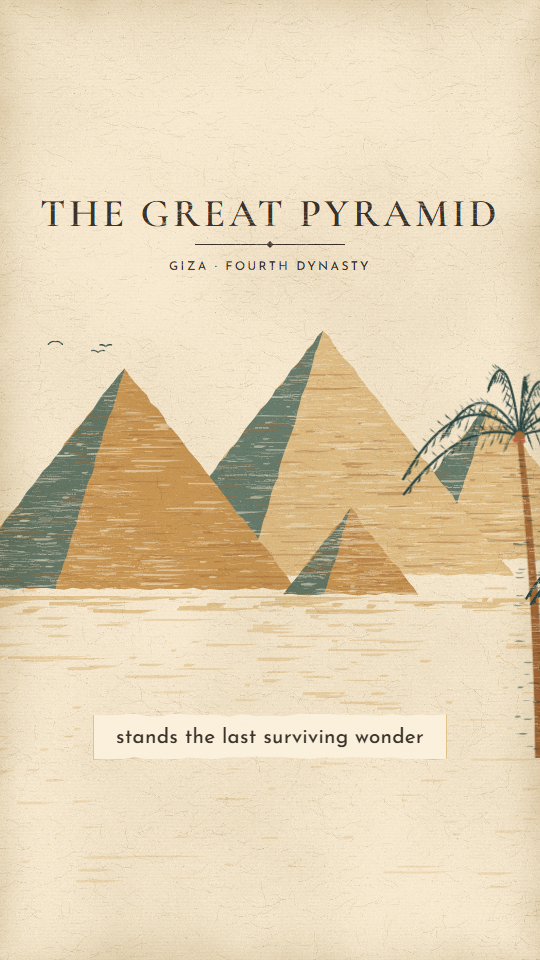 THE GREAT PYRAMID
GIZA · FOURTH DYNASTY
stands the last surviving wonder